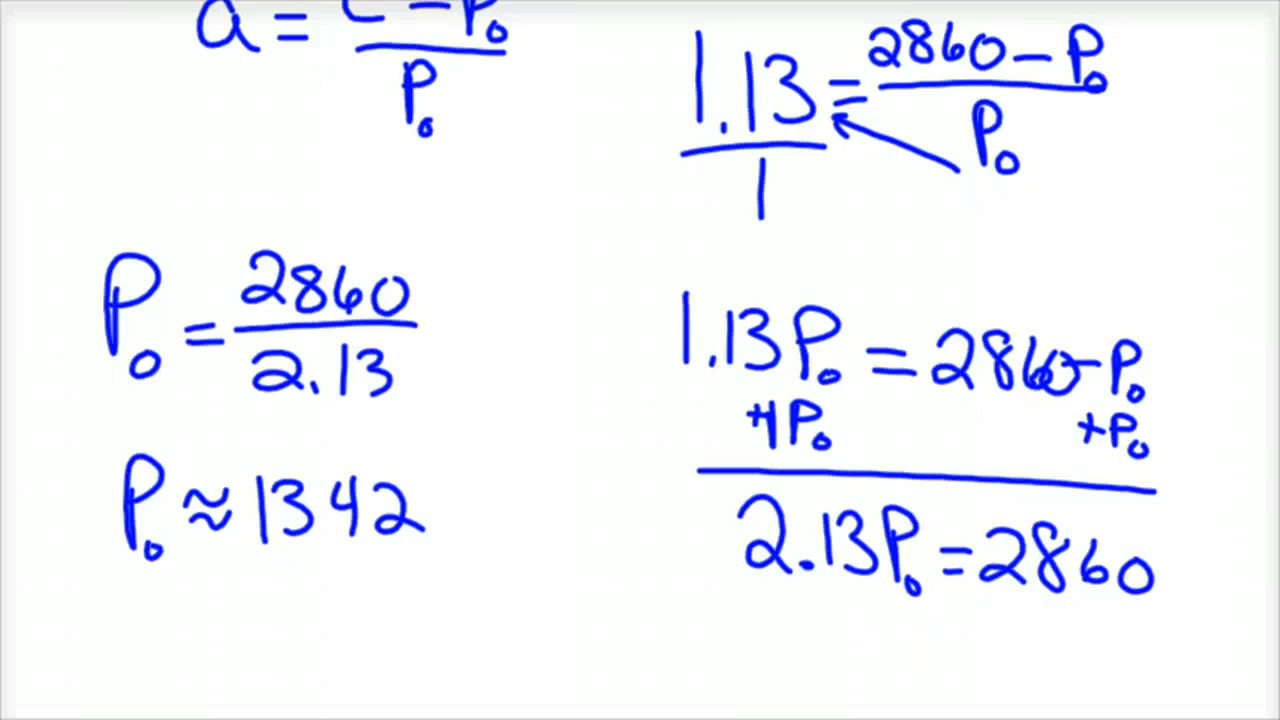 a = c - P₀ / P₀
1.13 / 1 = 2860 - P₀ / P₀
1.13P₀ = 2860 - P₀
+P₀ +P₀
2.13P₀ = 2860
P₀ = 2860 / 2.13
P₀ ≈ 1342